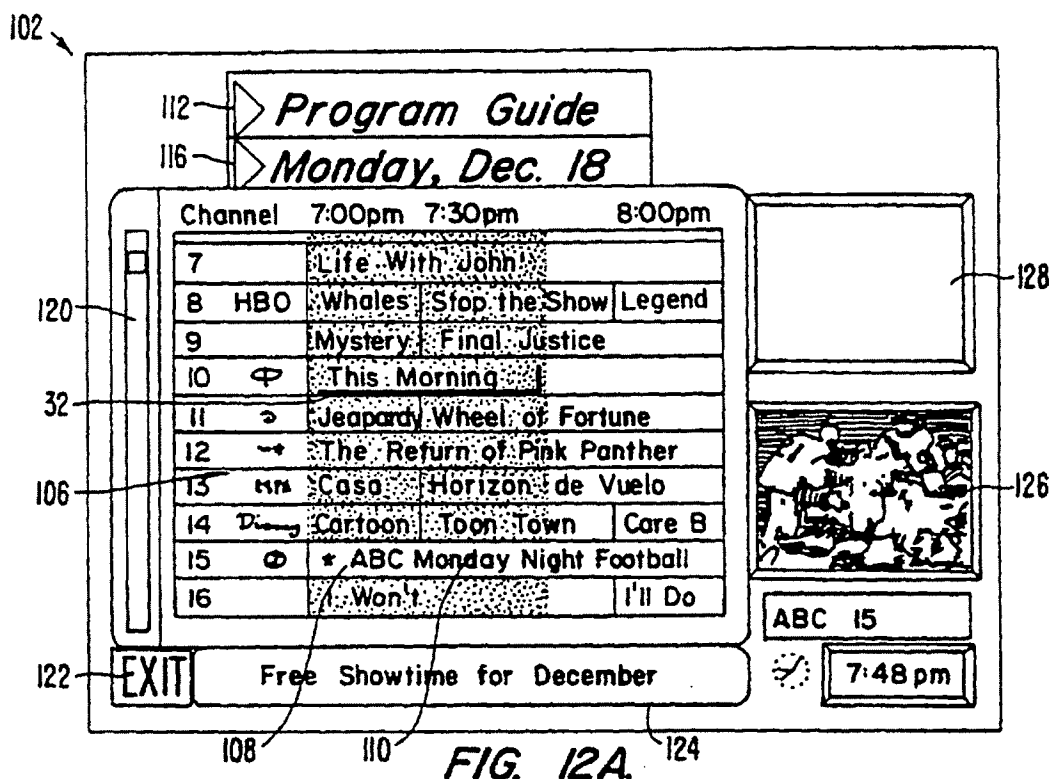 102
112 Program Guide
116 Monday, Dec. 18
Channel 7:00pm 7:30pm 8:00pm
7 Life With John!
128
120
8 HBO Whales Stop the Show Legend
9 Mystery Final Justice
10 This Morning
32
11 Jeapardy Wheel of Fortune
12 The Return of Pink Panther
106
126
13 Casa Horizon de Vuelo
14 Disney Cartoon Toon Town Care B
15 * ABC Monday Night Football
16 I Won't I'll Do
ABC 15
122 EXIT Free Showtime for December 7:48 pm
108 110 124
FIG. 12A.